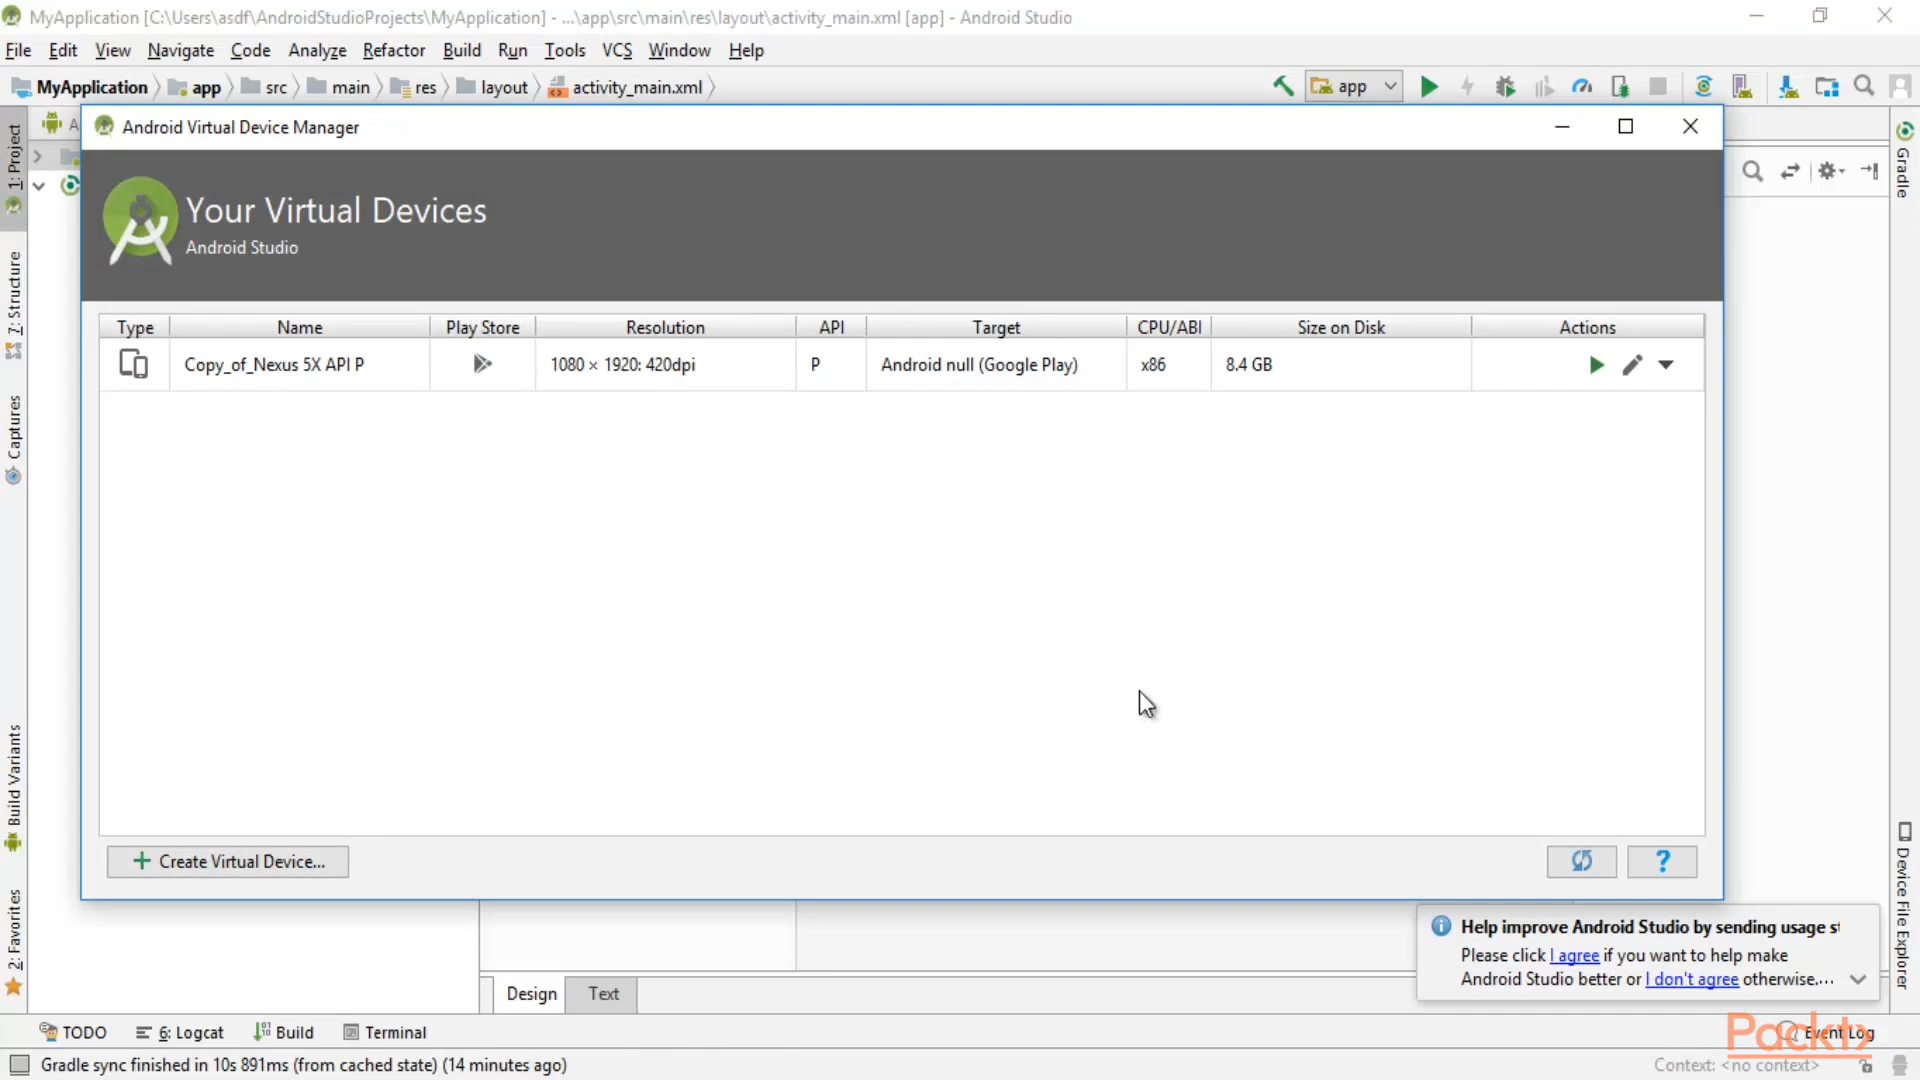 MyApplication [C:\Users\asdf\AndroidStudioProjects\MyApplication] - ...\app\src\main\res\layout\activity_main.xml [app] - Android Studio
File Edit View Navigate Code Analyze Refactor Build Run Tools VCS Window Help
MyApplication app src main res layout activity_main.xml
app
Android Virtual Device Manager
1: Project
7: Structure
Captures
Build Variants
2: Favorites
Gradle
Device File Explorer
Your Virtual Devices
Android Studio
Type Name Play Store Resolution API Target CPU/ABI Size on Disk Actions
Copy_of_Nexus 5X API P 1080 × 1920: 420dpi P Android null (Google Play) x86 8.4 GB
Create Virtual Device...
?
Help improve Android Studio by sending usage
Please click I agree if you want to help make
Android Studio better or I don't agree otherwise....
Design Text
TODO 6: Logcat Build Terminal
Event Log
Packt>
Gradle sync finished in 10s 891ms (from cached state) (14 minutes ago)
Context: <no context>